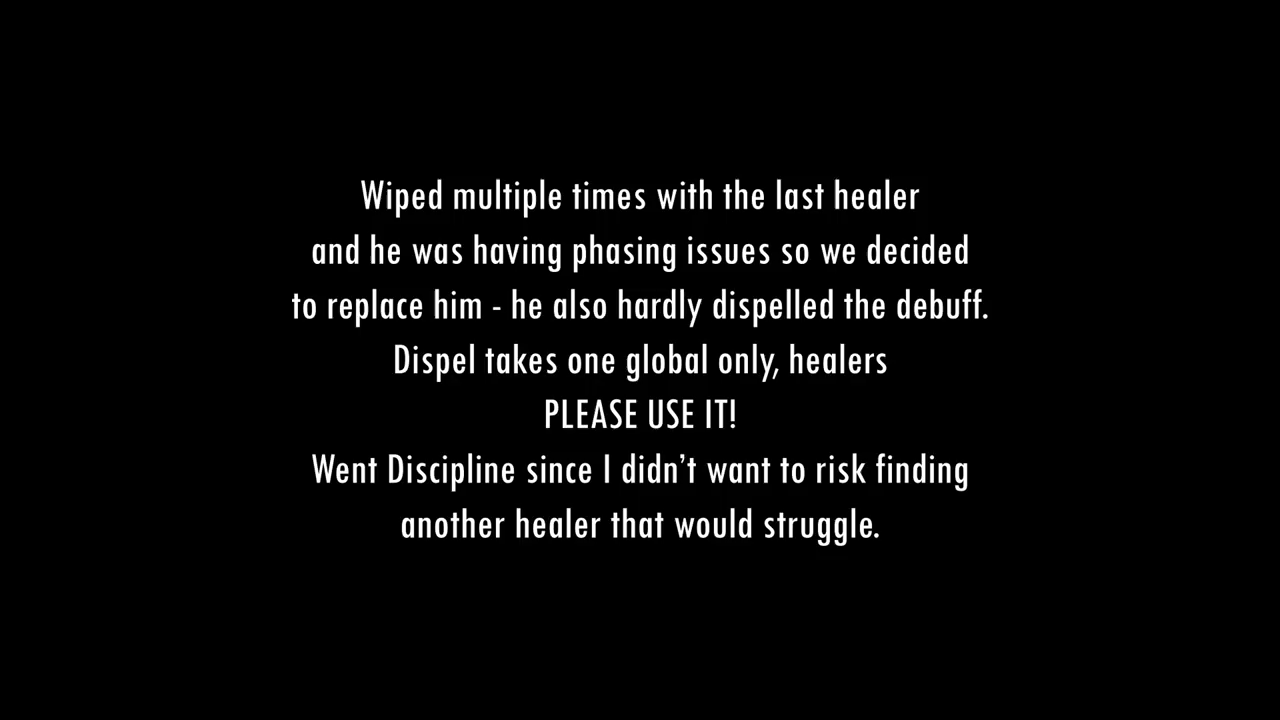 Wiped multiple times with the last healer
and he was having phasing issues so we decided
to replace him - he also hardly dispelled the debuff.
Dispel takes one global only, healers
PLEASE USE IT!
Went Discipline since I didn’t want to risk finding
another healer that would struggle.